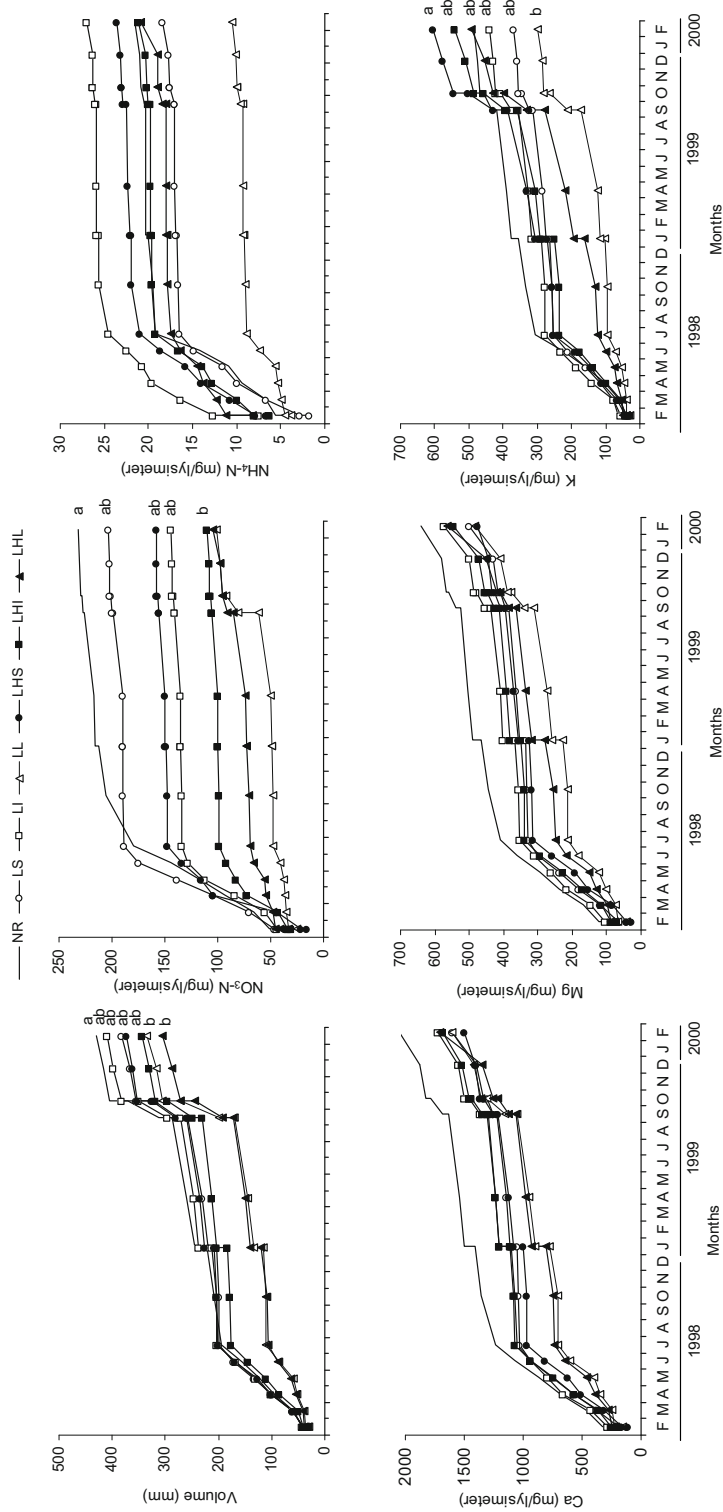 NR LS LI LL LHS LHI LHL
Volume (mm)
500
400
300
200
100
0
a
ab
ab
ab
ab
b
b
NO3-N (mg/lysimeter)
250
200
150
100
50
0
a
ab
ab
ab
b
NH4-N (mg/lysimeter)
30
25
20
15
10
5
0
Ca (mg/lysimeter)
2000
1500
1000
500
0
F M A M J J A S O N D J F M A M J J A S O N D J F
1998 1999 2000
Months
Mg (mg/lysimeter)
600
500
400
300
200
100
0
F M A M J J A S O N D J F M A M J J A S O N D J F
1998 1999 2000
Months
K (mg/lysimeter)
700
600
500
400
300
200
100
0
a
ab
ab
ab
ab
b
F M A M J J A S O N D J F M A M J J A S O N D J F
1998 1999 2000
Months